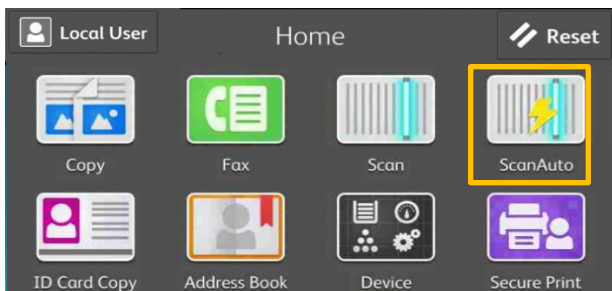 Local User
Home
Reset
Copy
Fax
Scan
ScanAuto
ID Card Copy
Address Book
Device
Secure Print